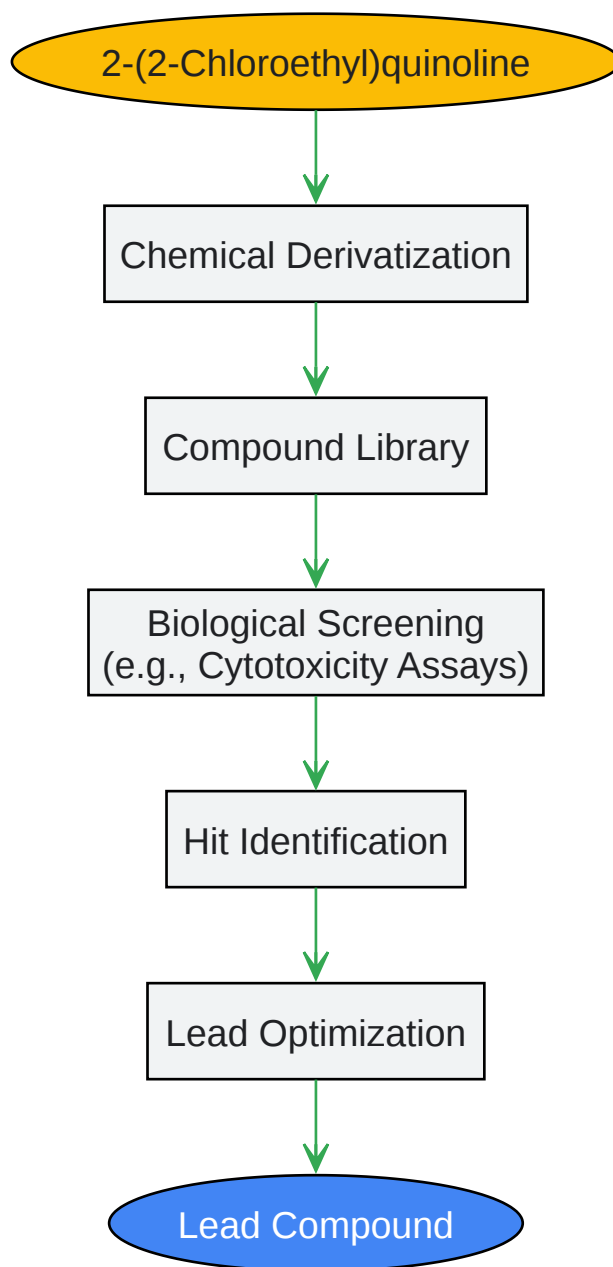 2-(2-Chloroethyl)quinoline
Chemical Derivatization
Compound Library
Biological Screening
(e.g., Cytotoxicity Assays)
Hit Identification
Lead Optimization
Lead Compound